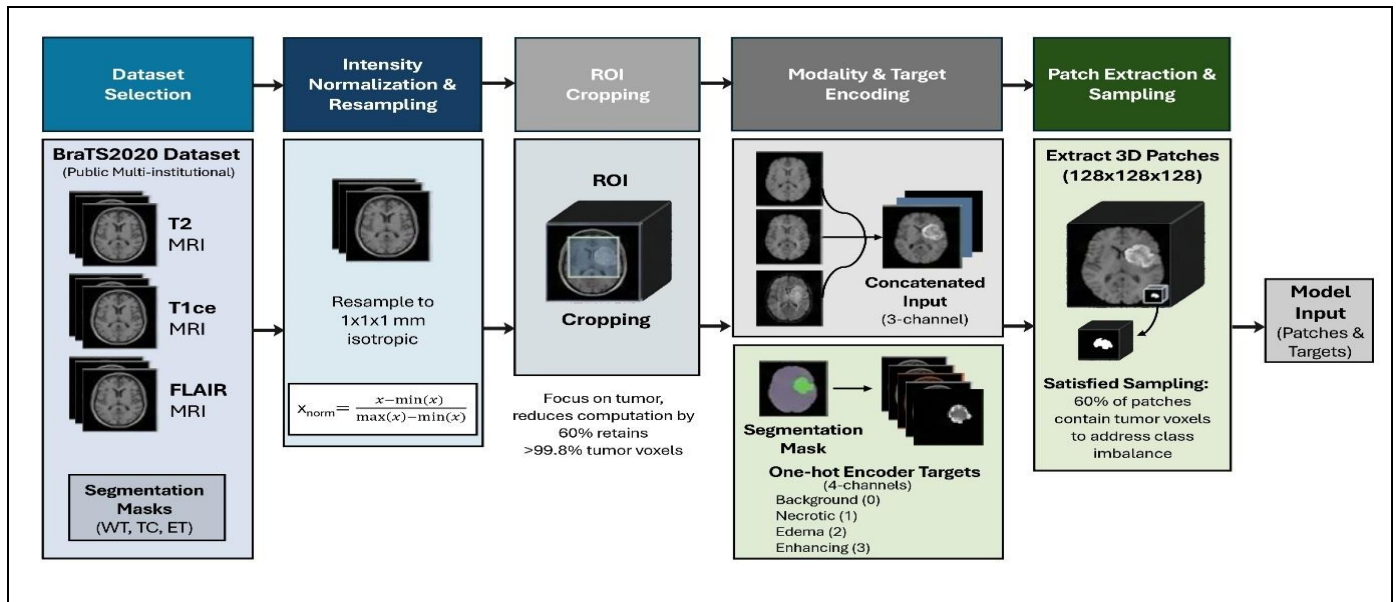 Dataset
Selection
Intensity
Normalization &
Resampling
ROI
Cropping
Modality & Target
Encoding
Patch Extraction &
Sampling
BraTS2020 Dataset
(Public Multi-institutional)
T2
MRI
T1ce
MRI
FLAIR
MRI
Segmentation
Masks
(WT, TC, ET)
Resample to
1x1x1 mm
isotropic
x_norm = (x−min(x))/(max(x)−min(x))
ROI
Cropping
Focus on tumor,
reduces computation by
60% retains
>99.8% tumor voxels
Concatenated
Input
(3-channel)
Segmentation
Mask
One-hot Encoder Targets
(4-channels)
Background (0)
Necrotic (1)
Edema (2)
Enhancing (3)
Extract 3D Patches
(128x128x128)
Satisfied Sampling:
60% of patches
contain tumor voxels
to address class
imbalance
Model
Input
(Patches &
Targets)